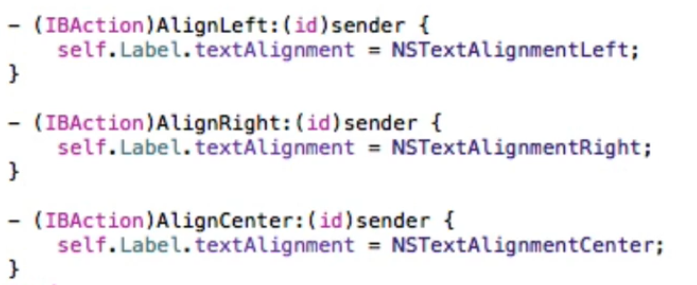 - (IBAction)AlignLeft:(id)sender {
    self.Label.textAlignment = NSTextAlignmentLeft;
}
- (IBAction)AlignRight:(id)sender {
    self.Label.textAlignment = NSTextAlignmentRight;
}
- (IBAction)AlignCenter:(id)sender {
    self.Label.textAlignment = NSTextAlignmentCenter;
}